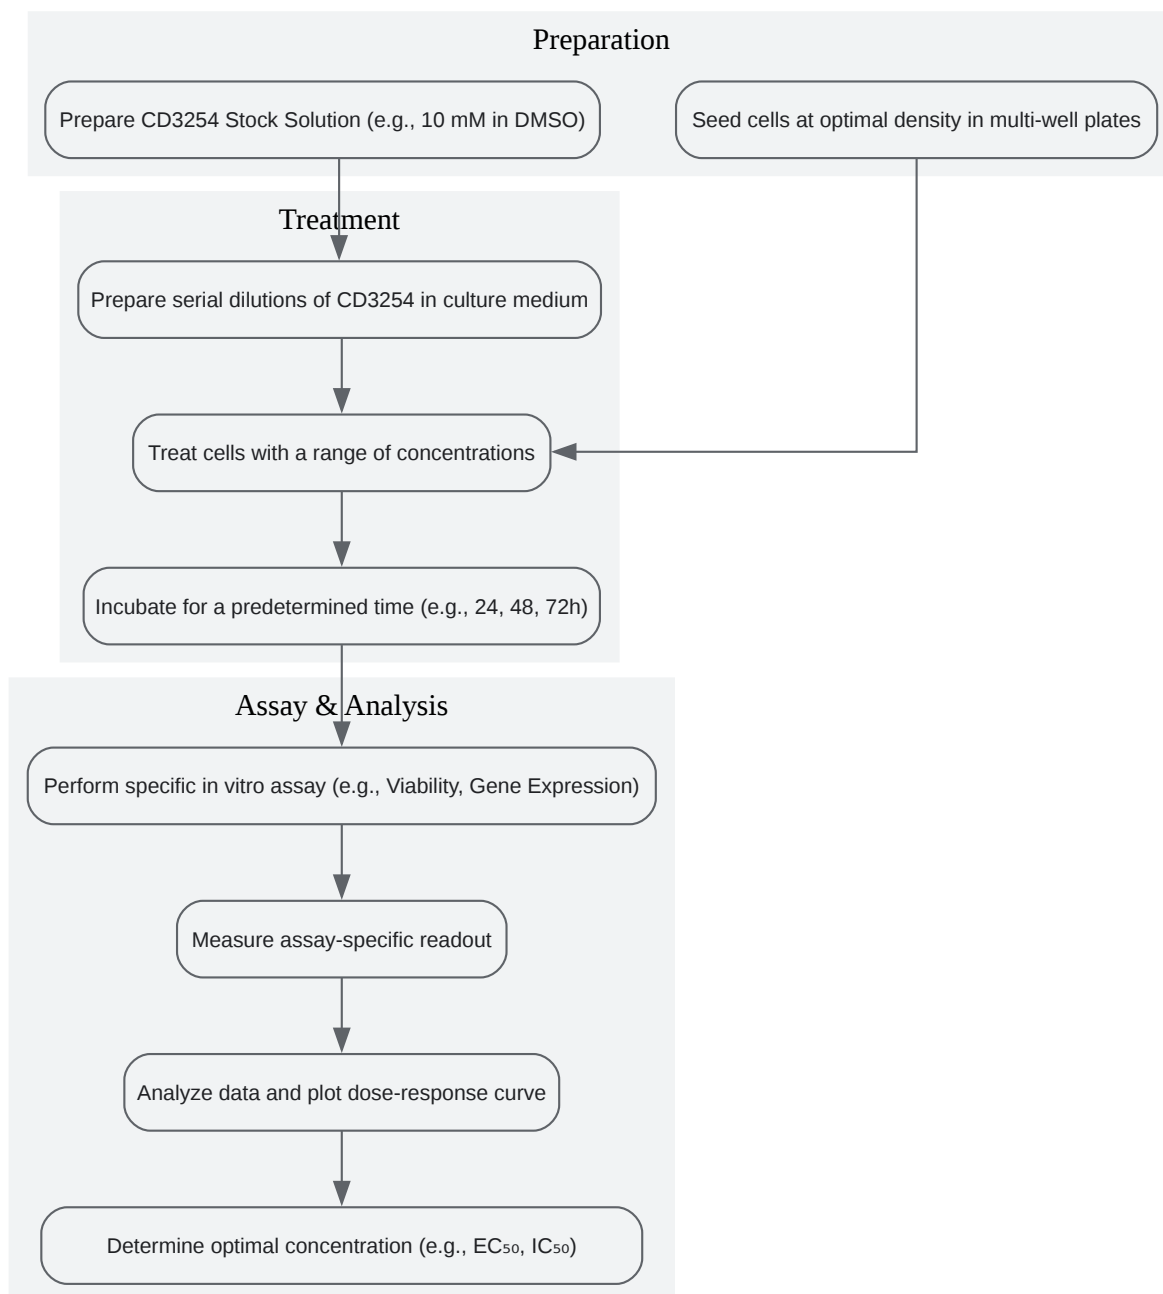 Preparation
Prepare CD3254 Stock Solution (e.g., 10 mM in DMSO)
Seed cells at optimal density in multi-well plates
Treatment
Prepare serial dilutions of CD3254 in culture medium
Treat cells with a range of concentrations
Incubate for a predetermined time (e.g., 24, 48, 72h)
Assay & Analysis
Perform specific in vitro assay (e.g., Viability, Gene Expression)
Measure assay-specific readout
Analyze data and plot dose-response curve
Determine optimal concentration (e.g., EC₅₀, IC₅₀)